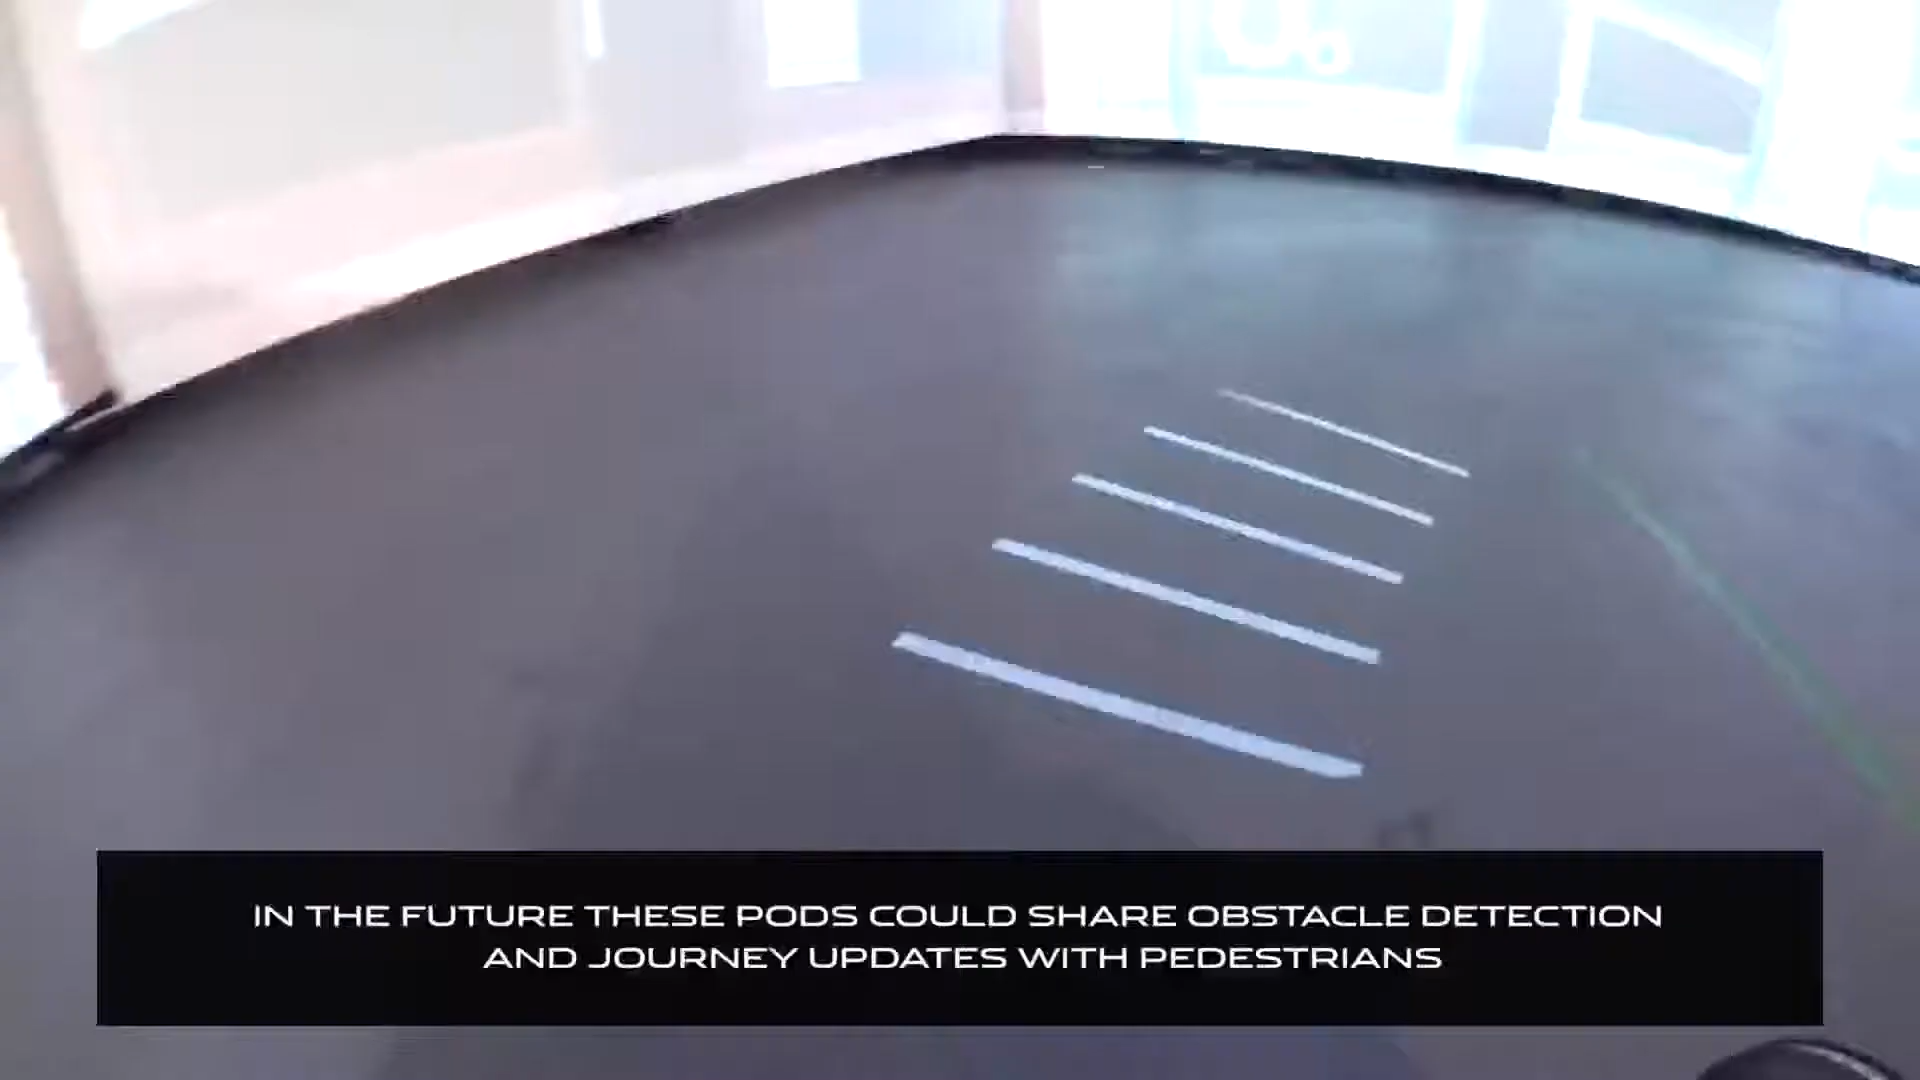 IN THE FUTURE THESE PODS COULD SHARE OBSTACLE DETECTION
AND JOURNEY UPDATES WITH PEDESTRIANS